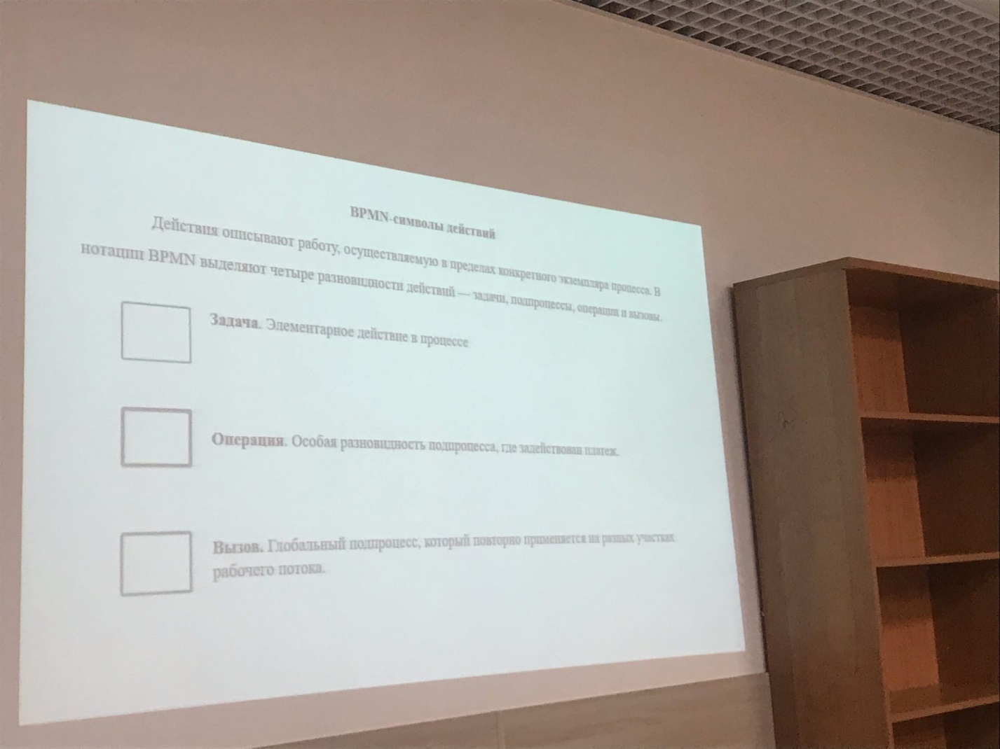 BPMN-символы действий
Действия описывают работу, осуществляемую в пределах конкретного экземпляра процесса. В
нотации BPMN выделяют четыре разновидности действий — задачи, подпроцессы, операции и вызовы.
Задача. Элементарное действие в процессе
Операция. Особая разновидность подпроцесса, где задействован платеж.
Вызов. Глобальный подпроцесс, который повторно применяется на разных участках
рабочего потока.